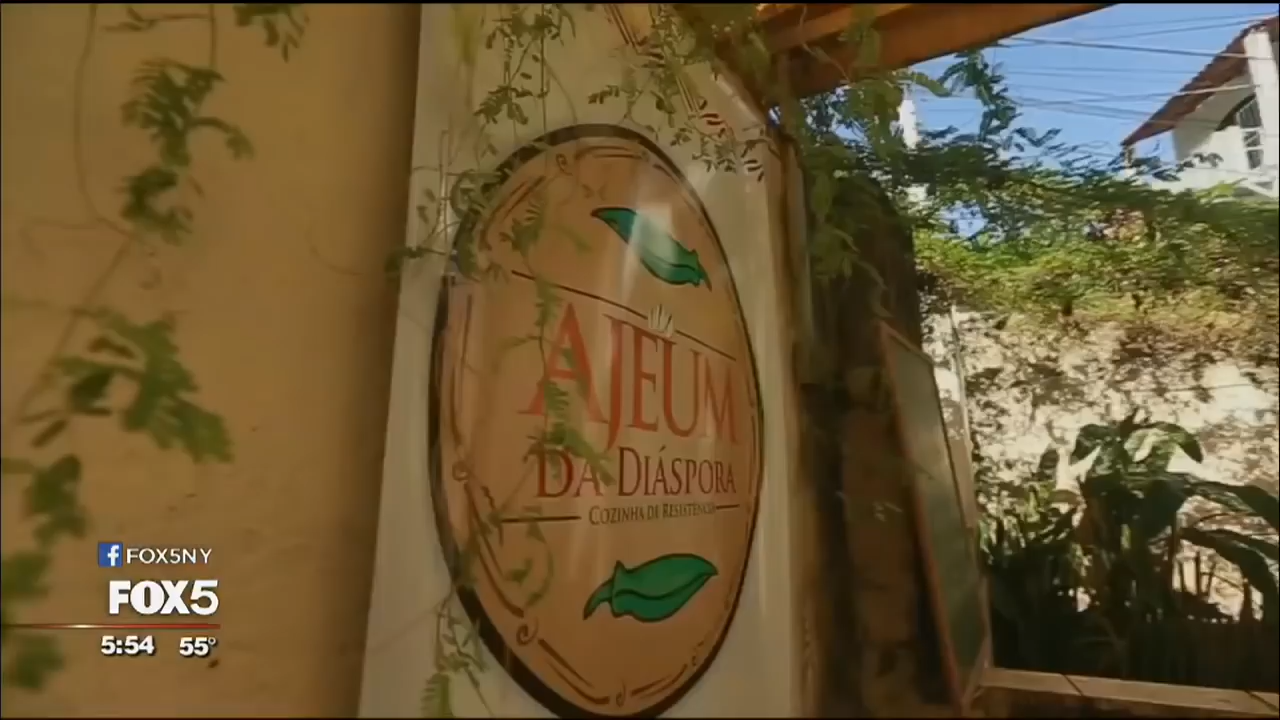 AJEUM
DA DIÁSPORA
COZINHA DE RESISTÊNCIA
FOX5NY
FOX5
5:54 55°